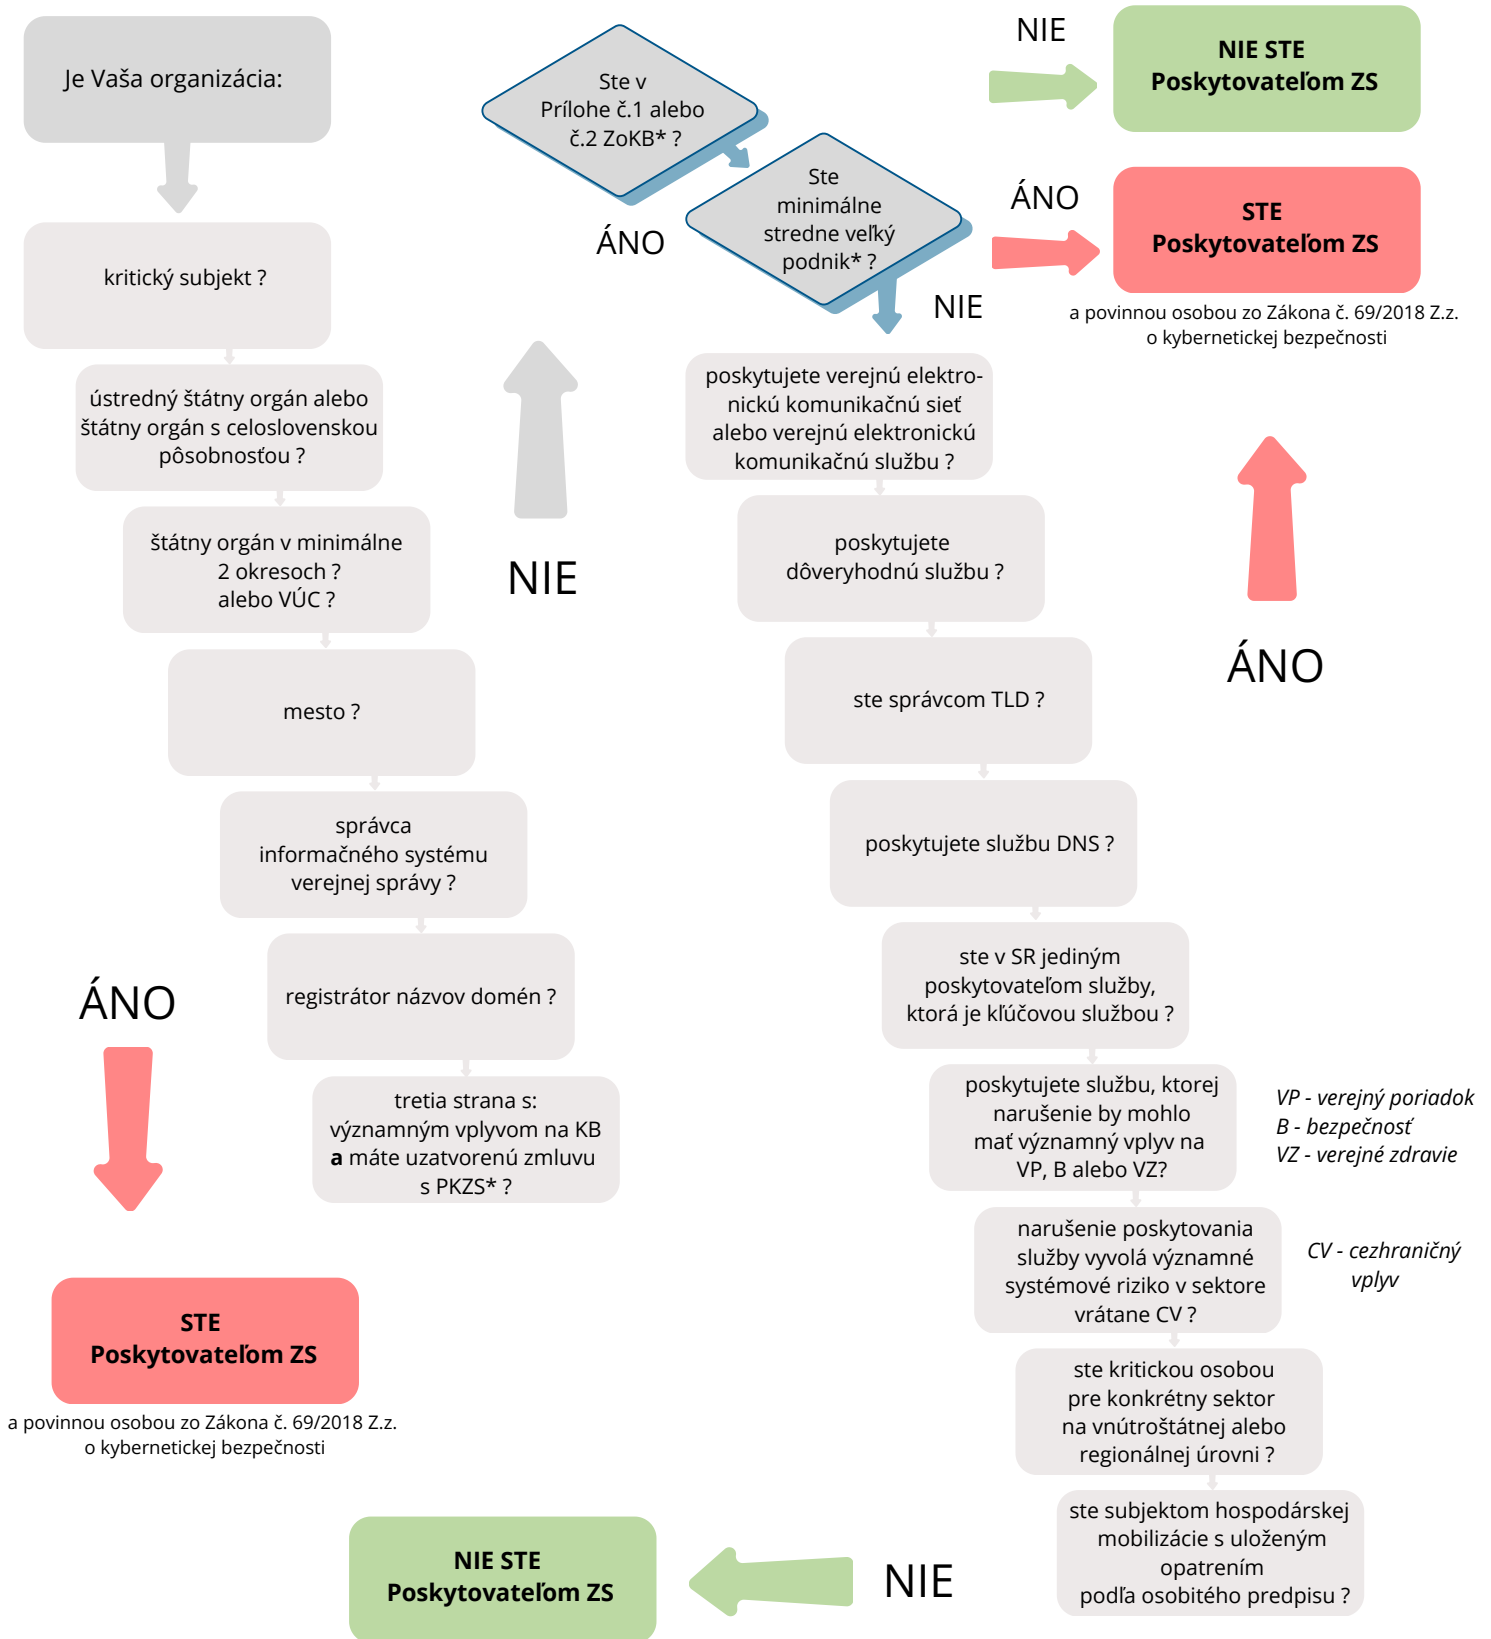 Je Vaša organizácia:
kritický subjekt ?
ústredný štátny orgán alebo
štátny orgán s celoslovenskou
pôsobnosťou ?
štátny orgán v minimálne
2 okresoch ?
alebo VÚC ?
mesto ?
správca
informačného systému
verejnej správy ?
registrátor názvov domén ?
tretia strana s:
významným vplyvom na KB
a máte uzatvorenú zmluvu
s PKZS* ?
ÁNO
STE
Poskytovateľom ZS
a povinnou osobou zo Zákona č. 69/2018 Z.z.
o kybernetickej bezpečnosti
NIE
Ste v
Prílohe č.1 alebo
č.2 ZoKB* ?
NIE
NIE STE
Poskytovateľom ZS
ÁNO
Ste
minimálne
stredne veľký
podnik* ?
ÁNO
STE
Poskytovateľom ZS
a povinnou osobou zo Zákona č. 69/2018 Z.z.
o kybernetickej bezpečnosti
NIE
poskytujete verejnú elektro-
nickú komunikačnú sieť
alebo verejnú elektronickú
komunikačnú službu ?
poskytujete
dôveryhodnú službu ?
ste správcom TLD ?
poskytujete službu DNS ?
ste v SR jediným
poskytovateľom služby,
ktorá je kľúčovou službou ?
poskytujete službu, ktorej
narušenie by mohlo
mať významný vplyv na
VP, B alebo VZ?
VP - verejný poriadok
B - bezpečnosť
VZ - verejné zdravie
narušenie poskytovania
služby vyvolá významné
systémové riziko v sektore
vrátane CV ?
CV - cezhraničný
vplyv
ste kritickou osobou
pre konkrétny sektor
na vnútroštátnej alebo
regionálnej úrovni ?
ste subjektom hospodárskej
mobilizácie s uloženým
opatrením
podľa osobitého predpisu ?
ÁNO
NIE
NIE STE
Poskytovateľom ZS